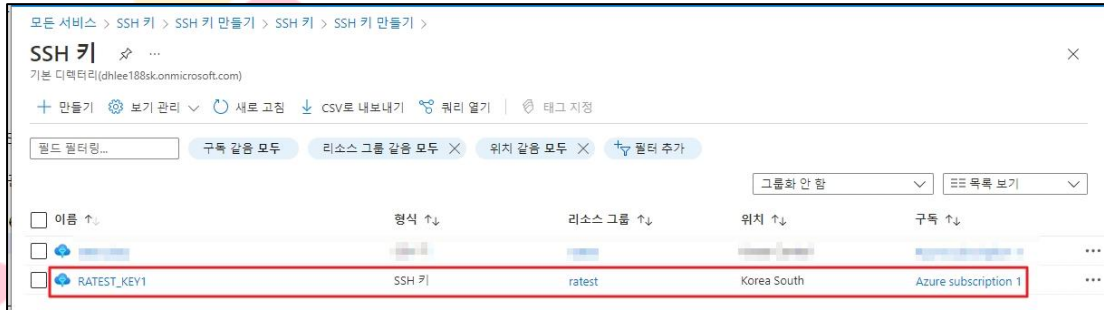 모든 서비스 > SSH 키 > SSH 키 만들기 > SSH 키 > SSH 키 만들기 >
SSH 키
기본 디렉터리(dhlee188sk.onmicrosoft.com)
만들기 보기 관리 새로 고침 CSV로 내보내기 쿼리 열기 태그 지정
필드 필터링... 구독 같음 모두 리소스 그룹 같음 모두 위치 같음 모두 필터 추가
그룹화 안 함 목록 보기
이름 형식 리소스 그룹 위치 구독
RATEST_KEY1 SSH 키 ratest Korea South Azure subscription 1